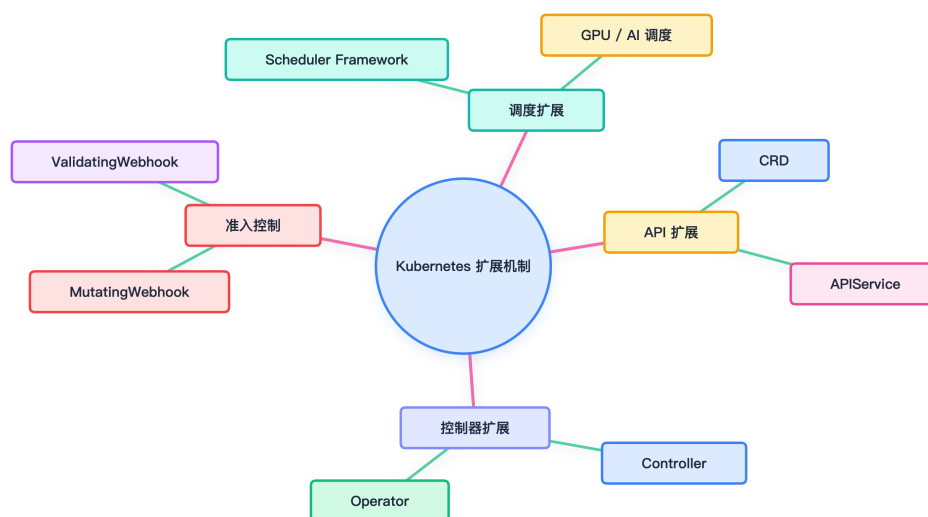 GPU / AI 调度
Scheduler Framework
调度扩展
ValidatingWebhook
CRD
准入控制
API 扩展
Kubernetes 扩展机制
MutatingWebhook
APIService
控制器扩展
Controller
Operator